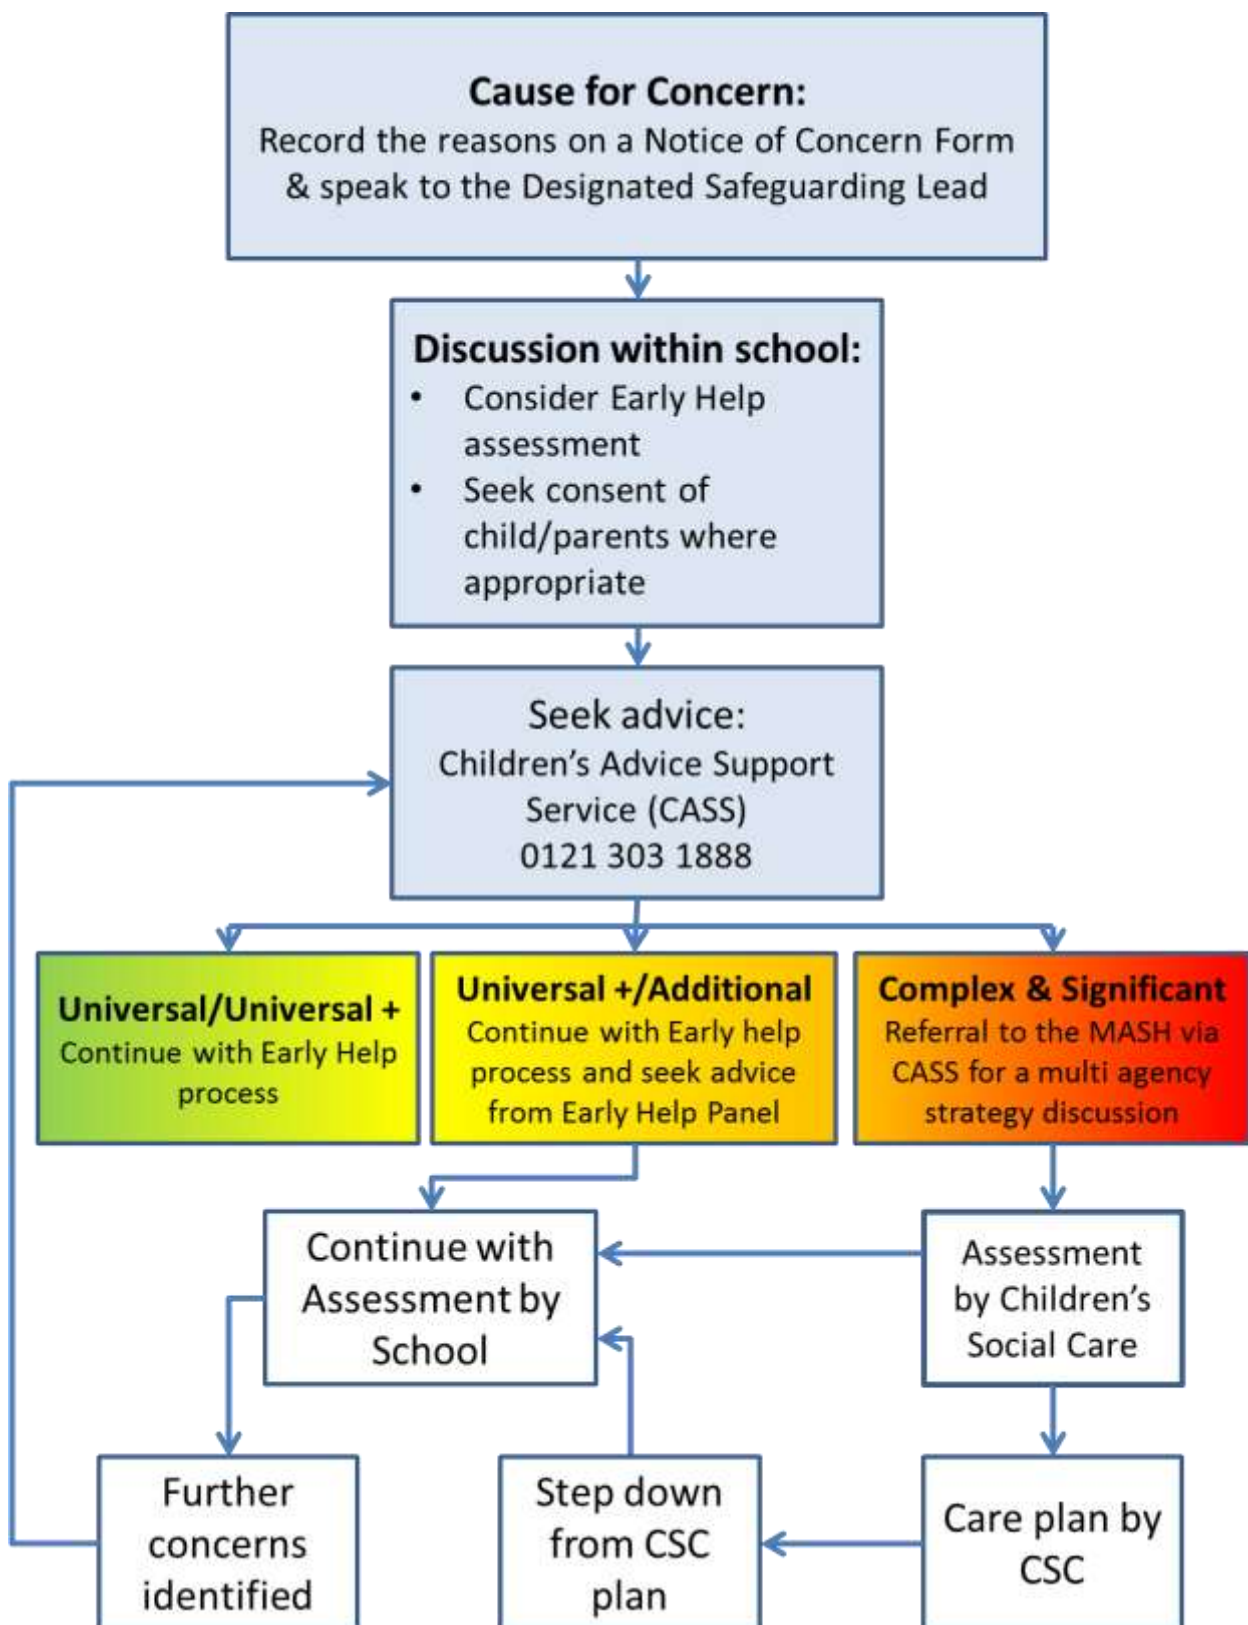 Cause for Concern:
Record the reasons on a Notice of Concern Form
& speak to the Designated Safeguarding Lead
Discussion within school:
• Consider Early Help
assessment
• Seek consent of
child/parents where
appropriate
Seek advice:
Children’s Advice Support
Service (CASS)
0121 303 1888
Universal/Universal +
Continue with Early Help
process
Universal +/Additional
Continue with Early help
process and seek advice
from Early Help Panel
Complex & Significant
Referral to the MASH via
CASS for a multi agency
strategy discussion
Continue with
Assessment by
School
Assessment
by Children’s
Social Care
Further
concerns
identified
Step down
from CSC
plan
Care plan by
CSC